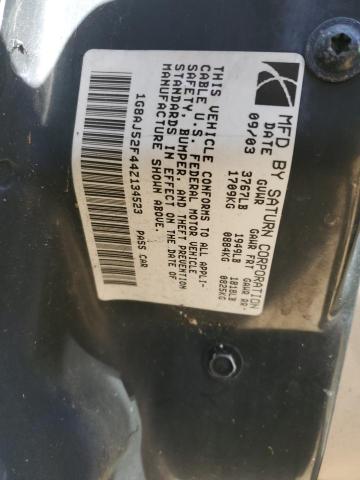 MFD BY SATURN CORPORATION
DATE GVWR GAWR FRT GAWR RR
09/03 3767LB 1949LB 1818LB
1709KG 0884KG 0825KG
THIS VEHICLE CONFORMS TO ALL APPLI-
CABLE U.S. FEDERAL MOTOR VEHICLE
SAFETY, BUMPER, AND THEFT PREVENTION
STANDARDS IN EFFECT ON THE DATE OF
MANUFACTURE SHOWN ABOVE.
1G8AJ52F44Z134523 PASS CAR